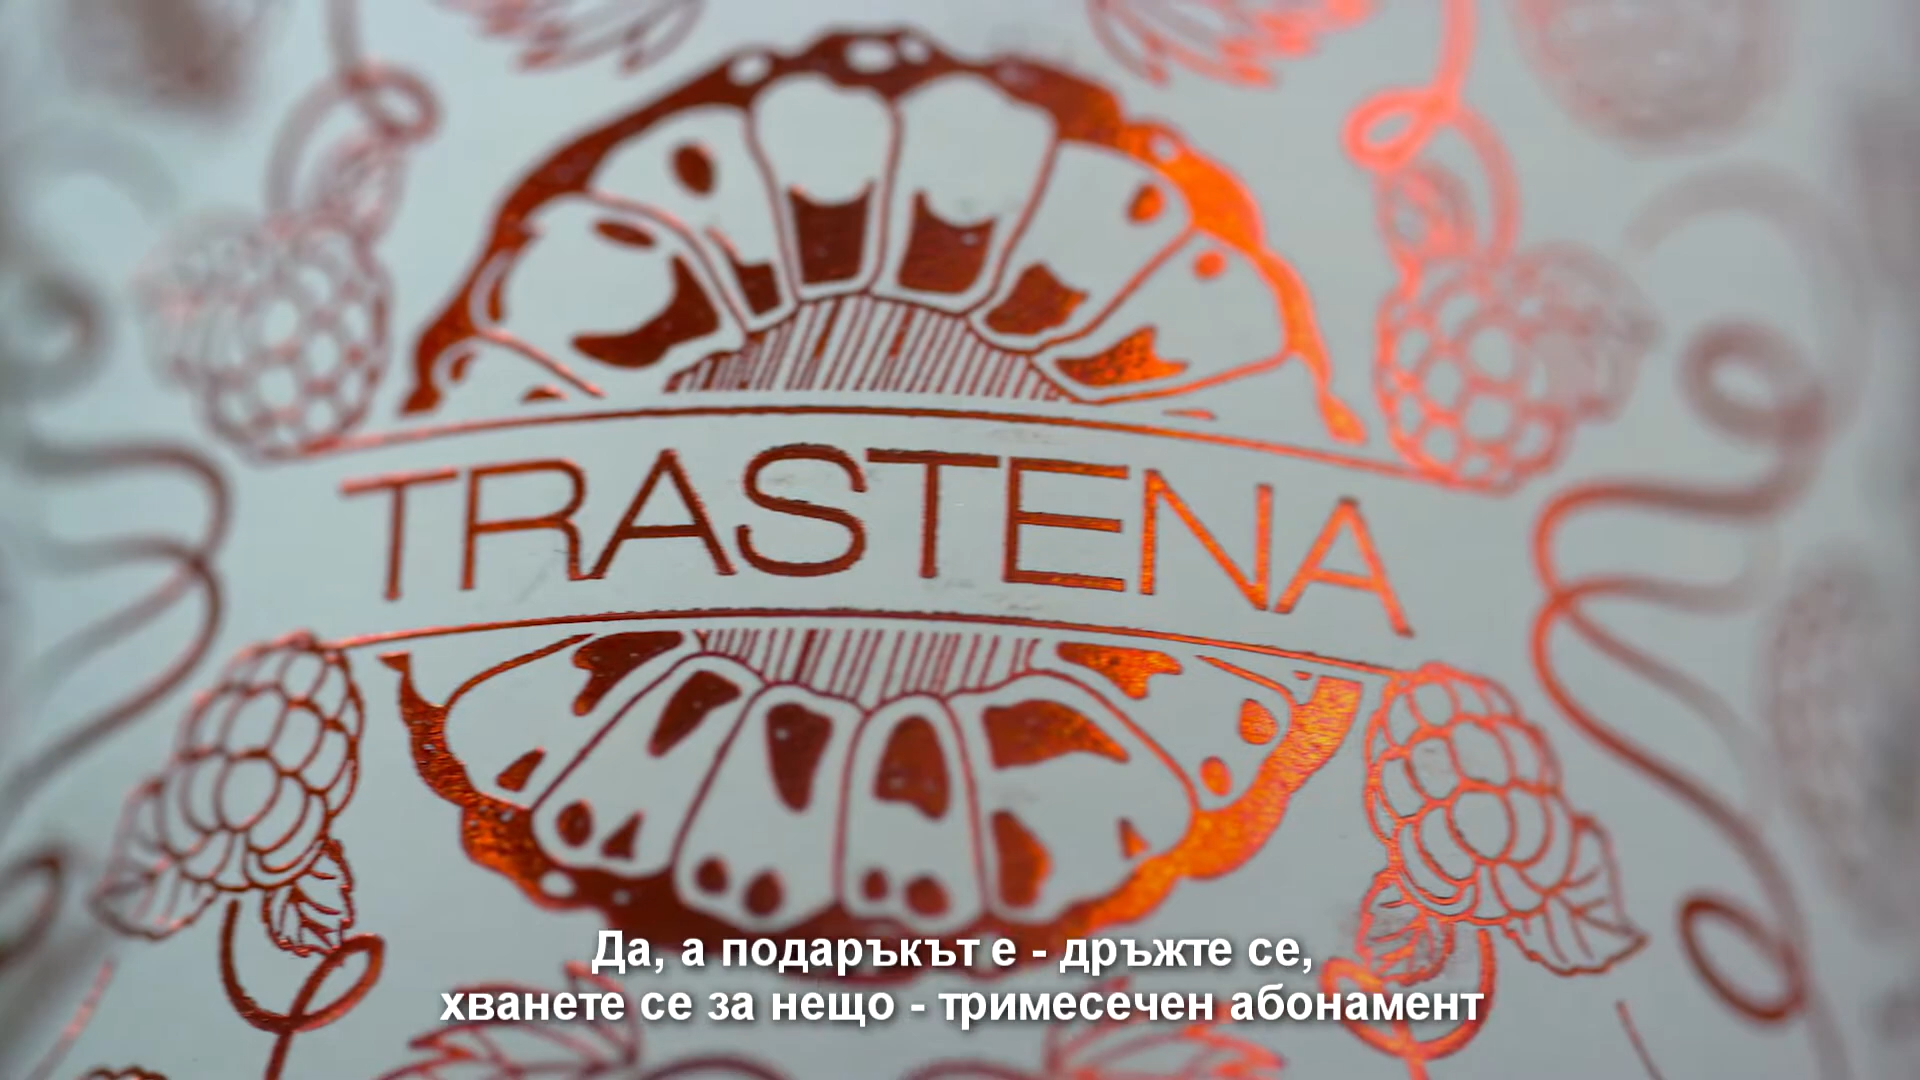 TRASTENA
Да, а подаръкът е - дръжте се,
хванете се за нещо - тримесечен абонамент